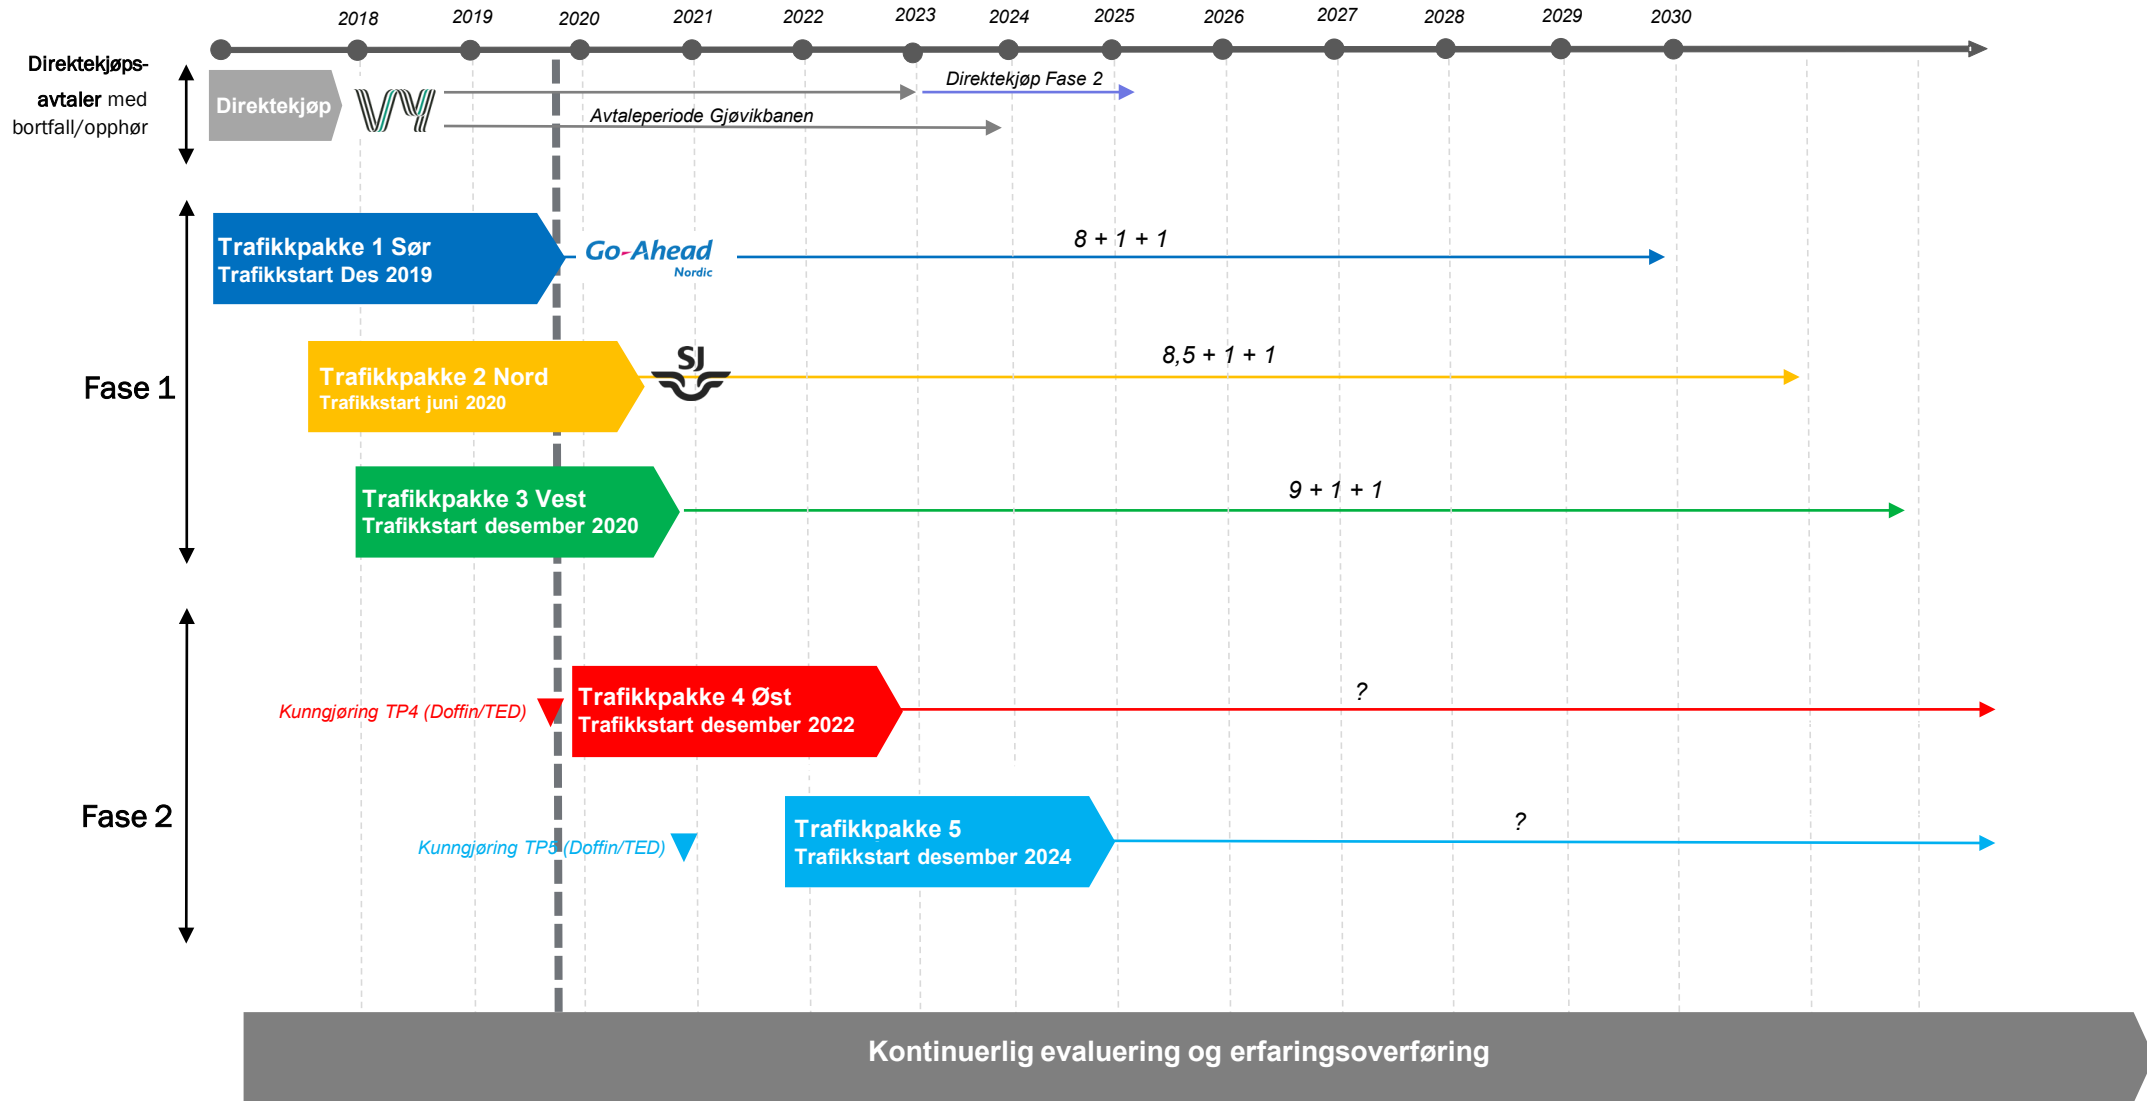 2018 2019 2020 2021 2022 2023 2024 2025 2026 2027 2028 2029 2030
Direktekjøps-
avtaler med
bortfall/opphør
Direktekjøp
Vy
Direktekjøp Fase 2
Avtaleperiode Gjøvikbanen
Fase 1
Trafikkpakke 1 Sør
Trafikkstart Des 2019
Go-Ahead
Nordic
8 + 1 + 1
Trafikkpakke 2 Nord
Trafikkstart juni 2020
SJ
8,5 + 1 + 1
Trafikkpakke 3 Vest
Trafikkstart desember 2020
9 + 1 + 1
Fase 2
Kunngjøring TP4 (Doffin/TED)
Trafikkpakke 4 Øst
Trafikkstart desember 2022
?
Kunngjøring TP5 (Doffin/TED)
Trafikkpakke 5
Trafikkstart desember 2024
?
Kontinuerlig evaluering og erfaringsoverføring